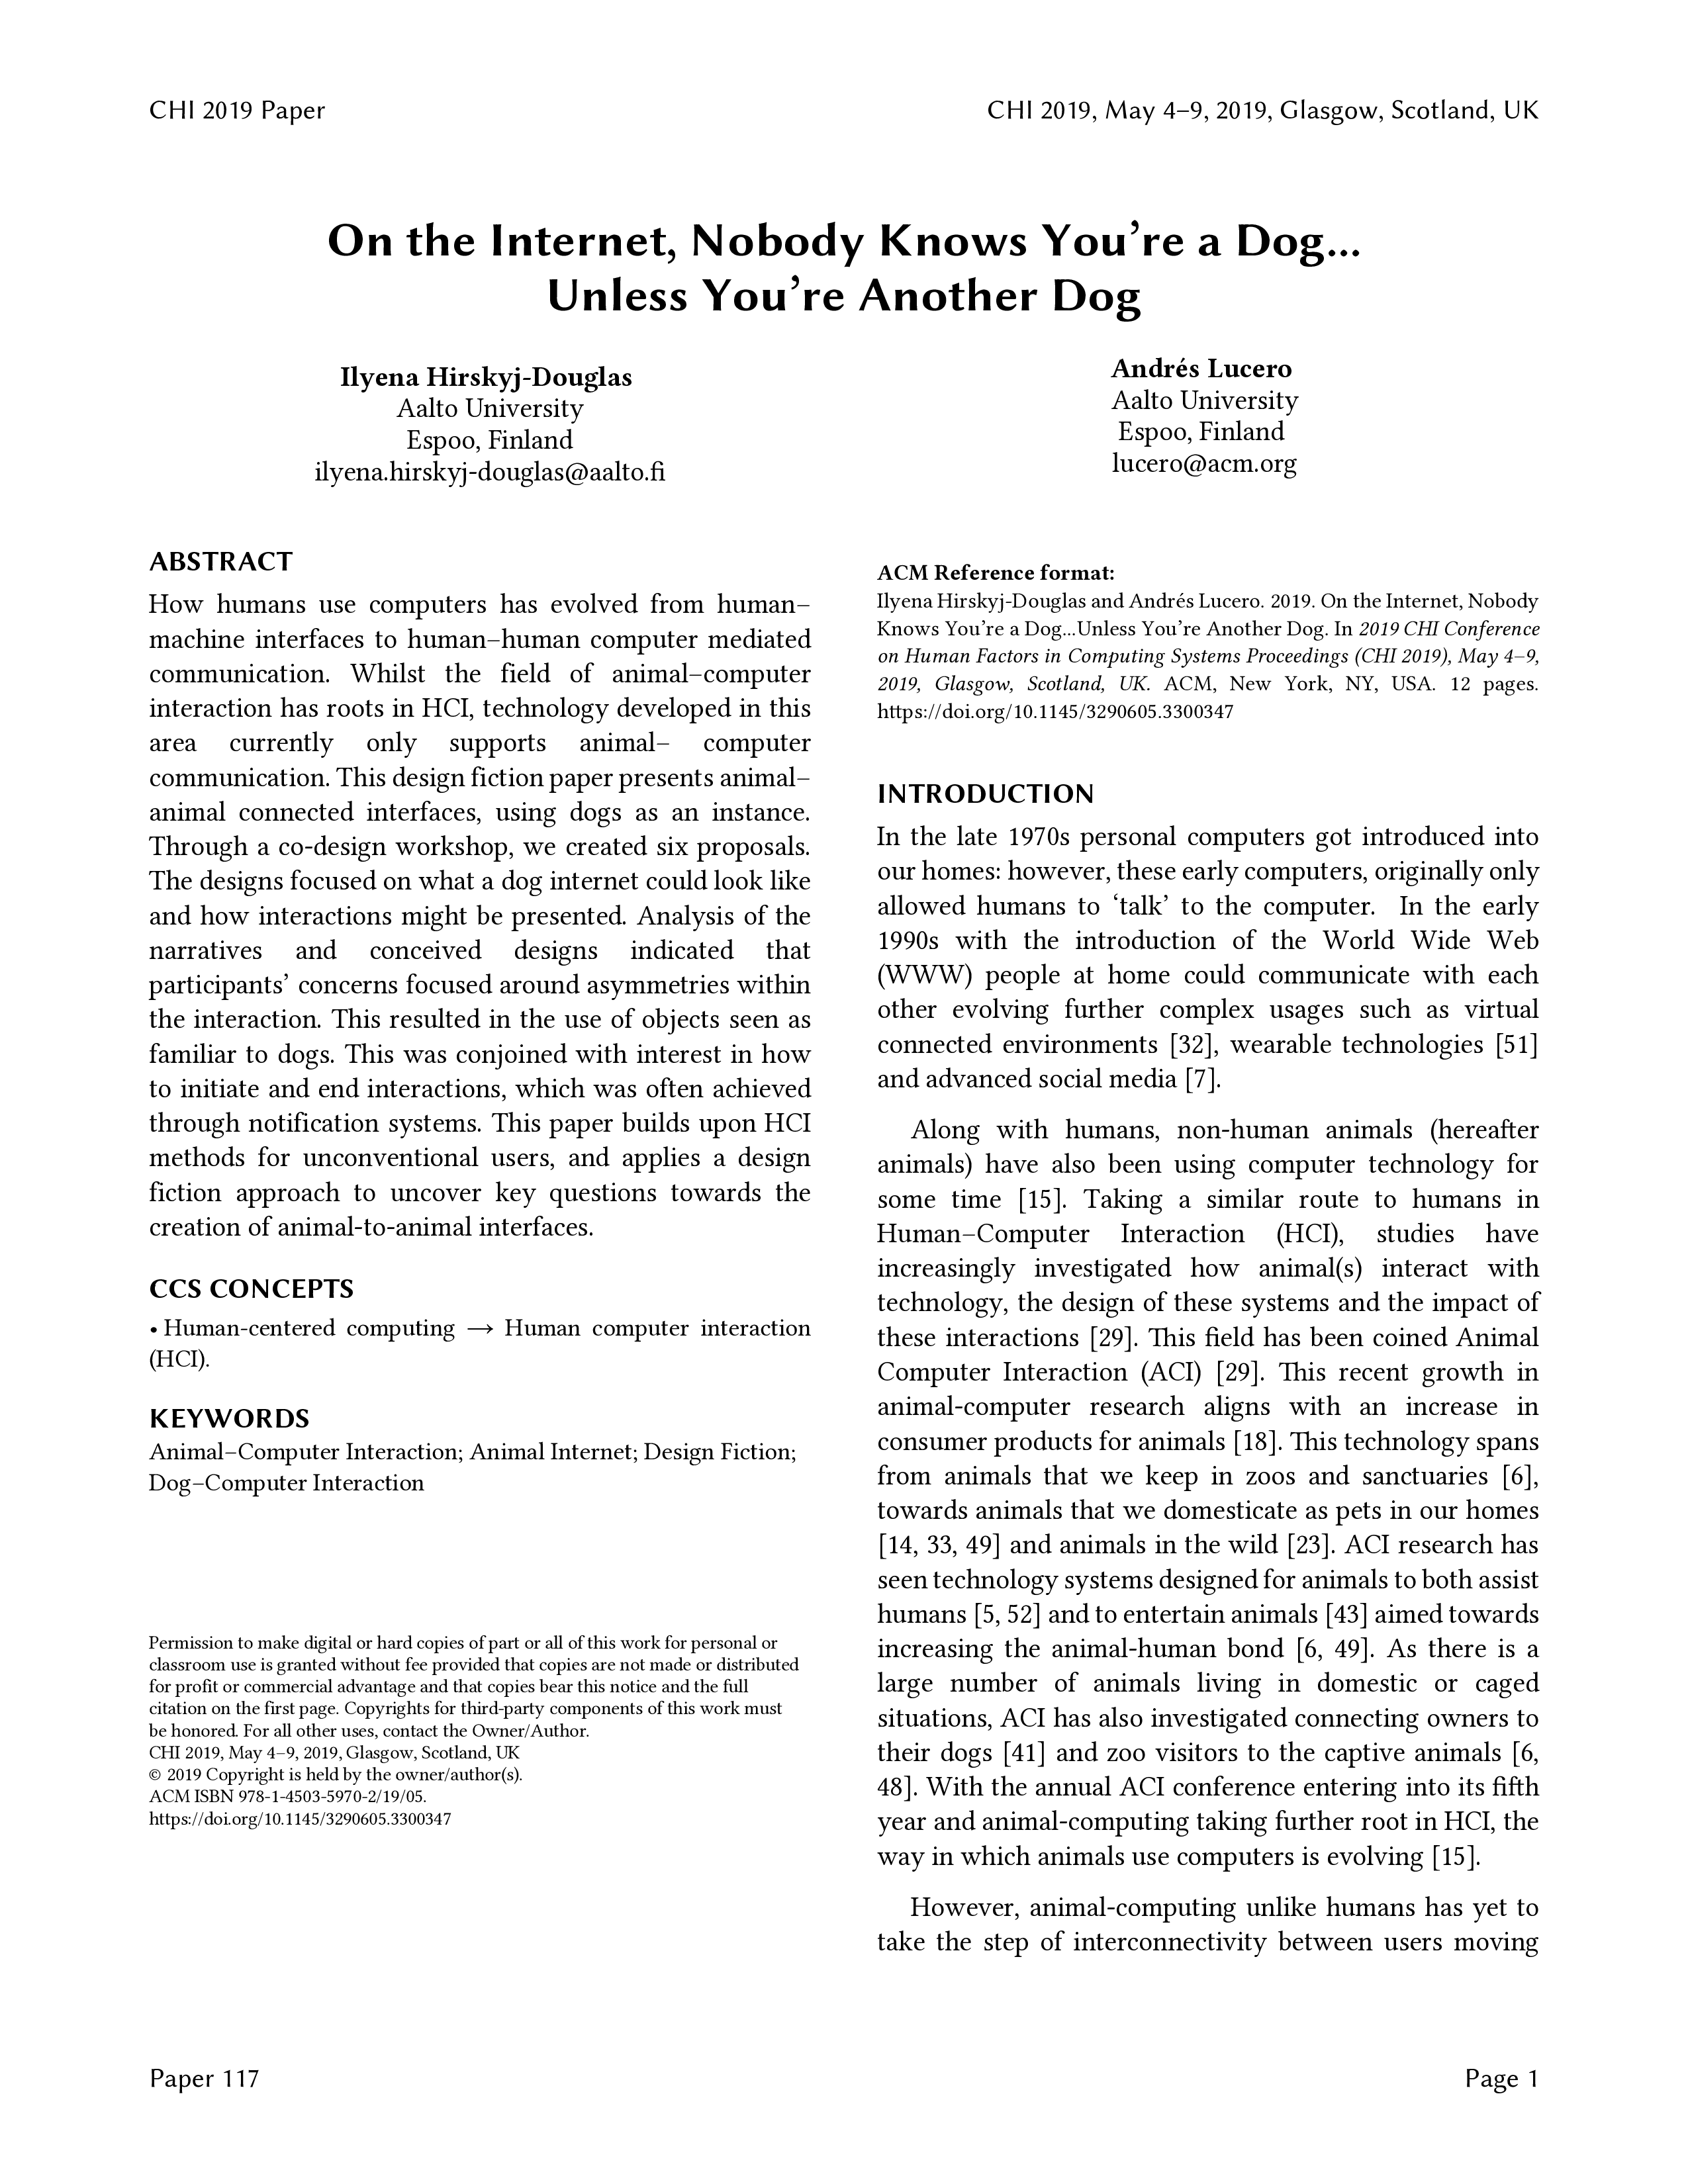 CHI 2019 Paper
CHI 2019, May 4–9, 2019, Glasgow, Scotland, UK
On the Internet, Nobody Knows You're a Dog...
Unless You're Another Dog
Ilyena Hirskyj-Douglas
Aalto University
Espoo, Finland
ilyena.hirskyj-douglas@aalto.fi
Andrés Lucero
Aalto University
Espoo, Finland
lucero@acm.org
ABSTRACT
How humans use computers has evolved from human–
machine interfaces to human–human computer mediated
communication. Whilst the field of animal–computer
interaction has roots in HCI, technology developed in this
area currently only supports animal– computer
communication. This design fiction paper presents animal–
animal connected interfaces, using dogs as an instance.
Through a co-design workshop, we created six proposals.
The designs focused on what a dog internet could look like
and how interactions might be presented. Analysis of the
narratives and conceived designs indicated that
participants' concerns focused around asymmetries within
the interaction. This resulted in the use of objects seen as
familiar to dogs. This was conjoined with interest in how
to initiate and end interactions, which was often achieved
through notification systems. This paper builds upon HCI
methods for unconventional users, and applies a design
fiction approach to uncover key questions towards the
creation of animal-to-animal interfaces.
CCS CONCEPTS
• Human-centered computing → Human computer interaction
(HCI).
KEYWORDS
Animal–Computer Interaction; Animal Internet; Design Fiction;
Dog–Computer Interaction
Permission to make digital or hard copies of part or all of this work for personal or
classroom use is granted without fee provided that copies are not made or distributed
for profit or commercial advantage and that copies bear this notice and the full
citation on the first page. Copyrights for third-party components of this work must
be honored. For all other uses, contact the Owner/Author.
CHI 2019, May 4–9, 2019, Glasgow, Scotland, UK
© 2019 Copyright is held by the owner/author(s).
ACM ISBN 978-1-4503-5970-2/19/05.
https://doi.org/10.1145/3290605.3300347
ACM Reference format:
Ilyena Hirskyj-Douglas and Andrés Lucero. 2019. On the Internet, Nobody
Knows You're a Dog...Unless You're Another Dog. In 2019 CHI Conference
on Human Factors in Computing Systems Proceedings (CHI 2019), May 4–9,
2019, Glasgow, Scotland, UK. ACM, New York, NY, USA. 12 pages.
https://doi.org/10.1145/3290605.3300347
INTRODUCTION
In the late 1970s personal computers got introduced into
our homes: however, these early computers, originally only
allowed humans to 'talk' to the computer. In the early
1990s with the introduction of the World Wide Web
(WWW) people at home could communicate with each
other evolving further complex usages such as virtual
connected environments [32], wearable technologies [51]
and advanced social media [7].
Along with humans, non-human animals (hereafter
animals) have also been using computer technology for
some time [15]. Taking a similar route to humans in
Human–Computer Interaction (HCI), studies have
increasingly investigated how animal(s) interact with
technology, the design of these systems and the impact of
these interactions [29]. This field has been coined Animal
Computer Interaction (ACI) [29]. This recent growth in
animal-computer research aligns with an increase in
consumer products for animals [18]. This technology spans
from animals that we keep in zoos and sanctuaries [6],
towards animals that we domesticate as pets in our homes
[14, 33, 49] and animals in the wild [23]. ACI research has
seen technology systems designed for animals to both assist
humans [5, 52] and to entertain animals [43] aimed towards
increasing the animal-human bond [6, 49]. As there is a
large number of animals living in domestic or caged
situations, ACI has also investigated connecting owners to
their dogs [41] and zoo visitors to the captive animals [6,
48]. With the annual ACI conference entering into its fifth
year and animal-computing taking further root in HCI, the
way in which animals use computers is evolving [15].
However, animal-computing unlike humans has yet to
take the step of interconnectivity between users moving
Paper 117
Page 1